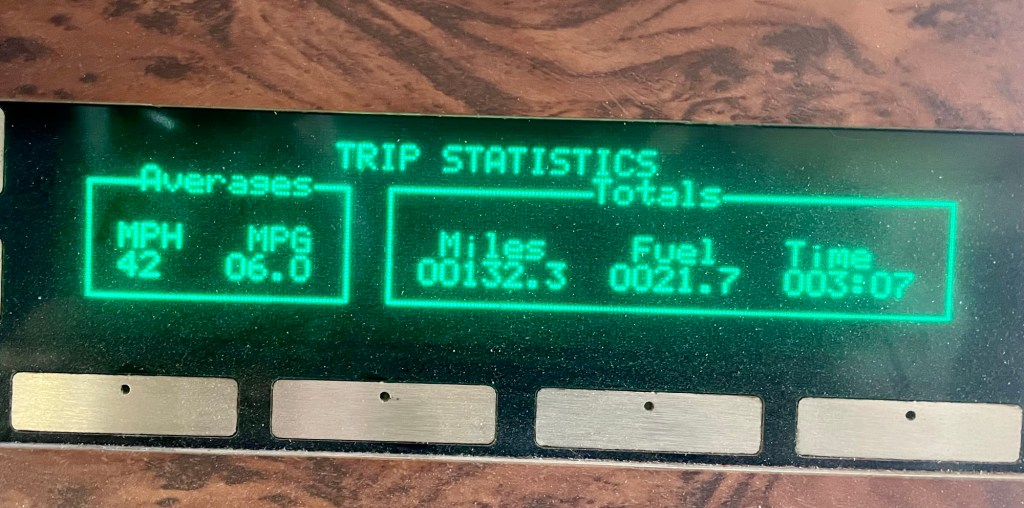 TRIP STATISTICS
Averages Totals
MPH MPG Miles Fuel Time
42 06.0 00132.3 0021.7 003:07